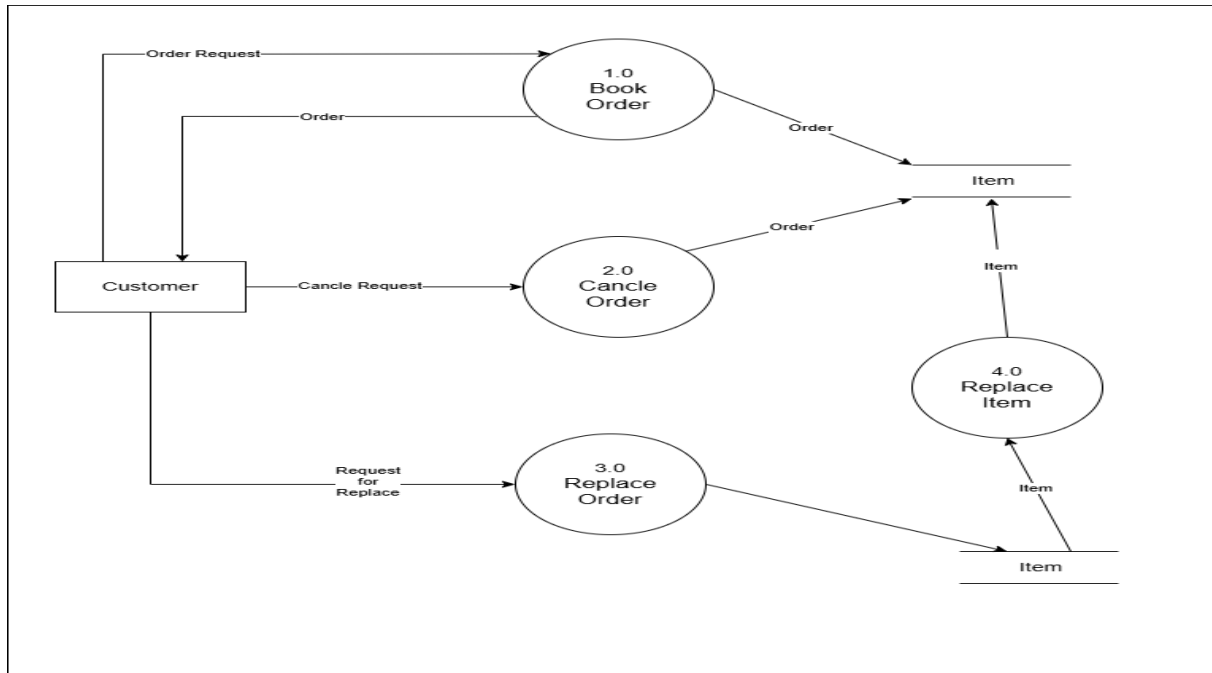 Order Request
1.0
Book
Order
Order
Order
Item
Order
2.0
Cancle
Order
Customer
Cancle Request
Item
4.0
Replace
Item
3.0
Replace
Order
Request
for
Replace
Item
Item